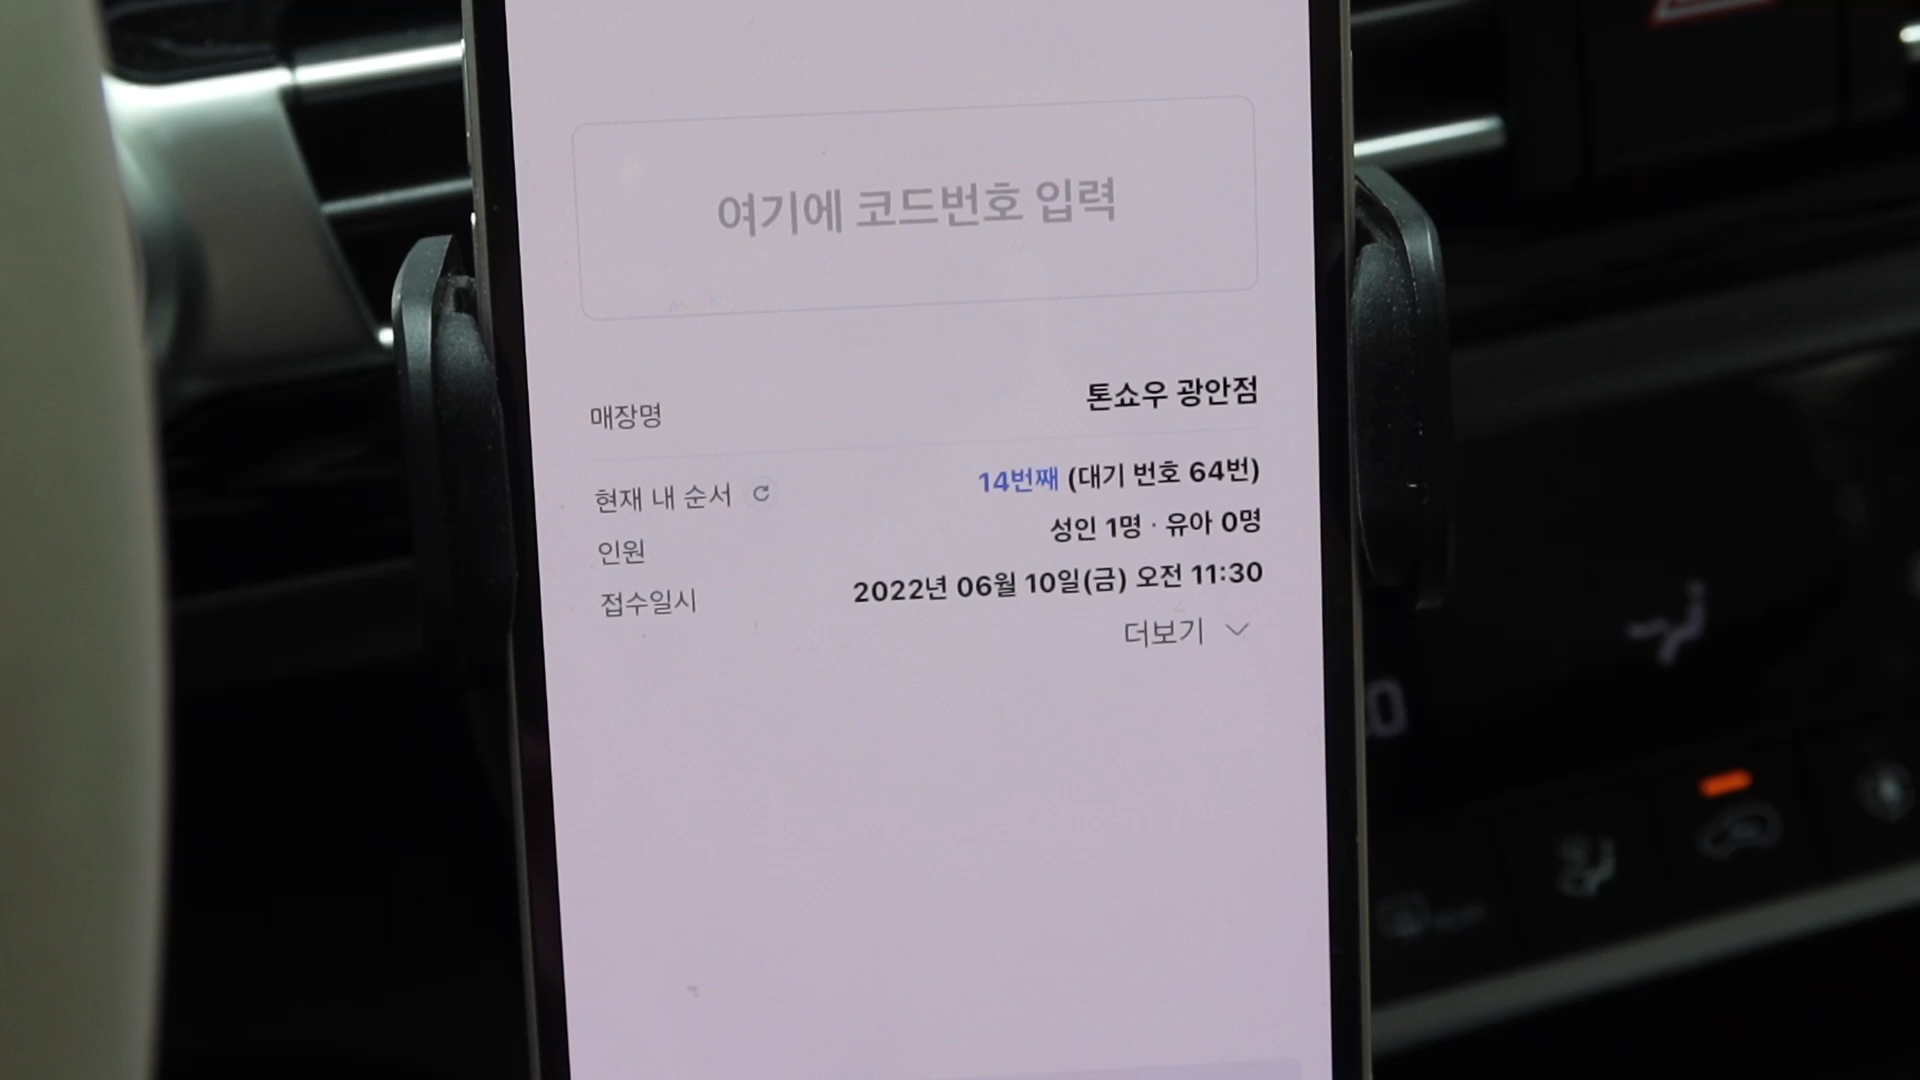 여기에 코드번호 입력
매장명 톤쇼우 광안점
현재 내 순서 14번째 (대기 번호 64번)
인원 성인 1명 · 유아 0명
접수일시 2022년 06월 10일(금) 오전 11:30
더보기